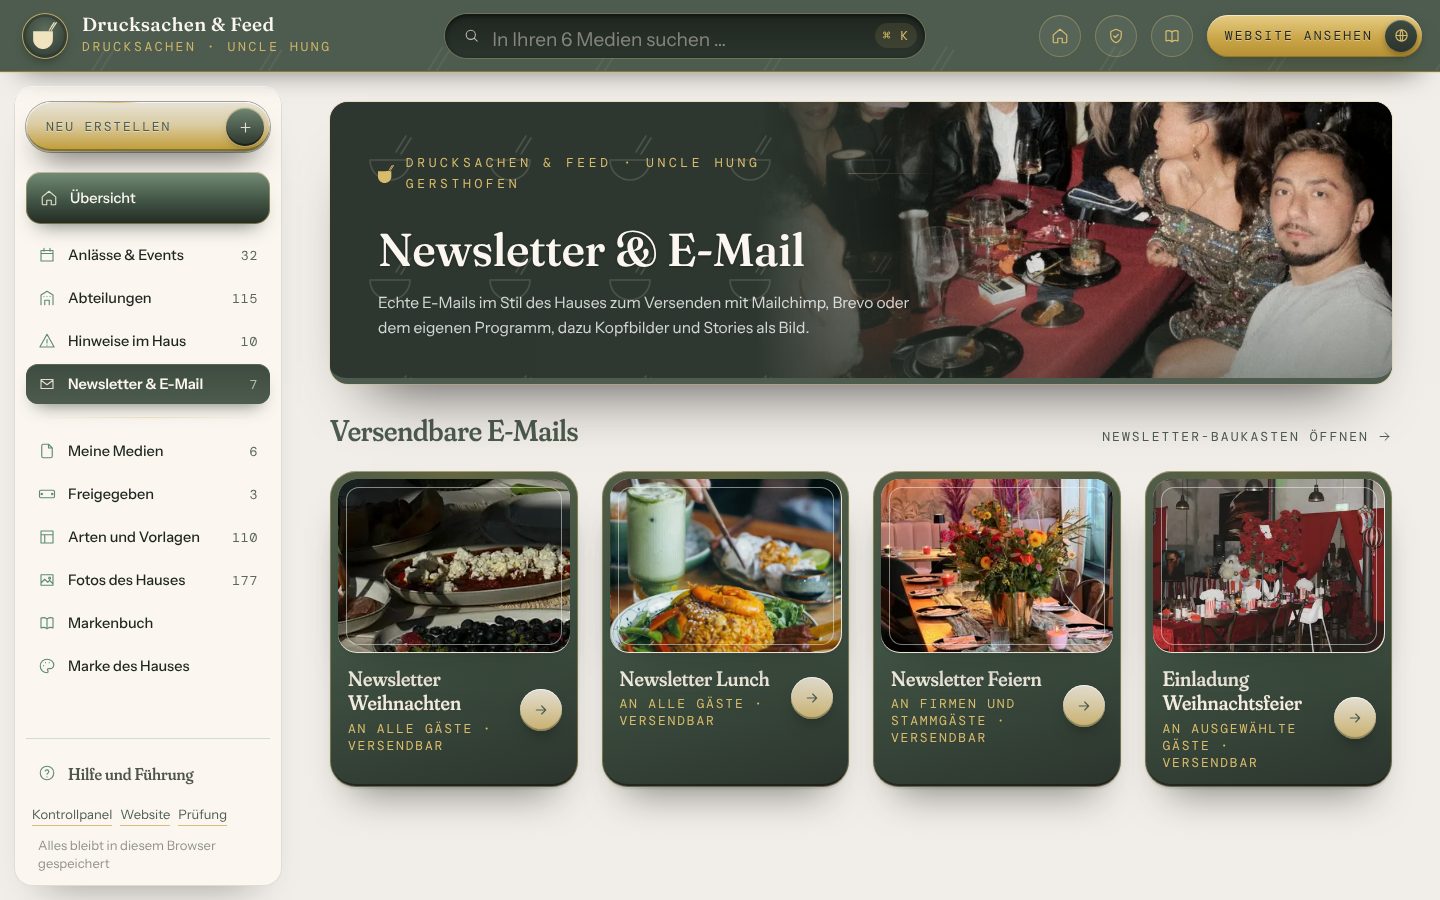 Drucksachen & Feed
DRUCKSACHEN · UNCLE HUNG
In Ihren 6 Medien suchen ...
⌘ K
WEBSITE ANSEHEN
NEU ERSTELLEN
Übersicht
Anlässe & Events 32
Abteilungen 115
Hinweise im Haus 10
Newsletter & E-Mail 7
Meine Medien 6
Freigegeben 3
Arten und Vorlagen 110
Fotos des Hauses 177
Markenbuch
Marke des Hauses
Hilfe und Führung
Kontrollpanel Website Prüfung
Alles bleibt in diesem Browser
gespeichert
DRUCKSACHEN & FEED · UNCLE HUNG
GERSTHOFEN
Newsletter & E-Mail
Echte E-Mails im Stil des Hauses zum Versenden mit Mailchimp, Brevo oder
dem eigenen Programm, dazu Kopfbilder und Stories als Bild.
Versendbare E-Mails
NEWSLETTER-BAUKASTEN ÖFFNEN →
Newsletter
Weihnachten
AN ALLE GÄSTE ·
VERSENDBAR
Newsletter Lunch
AN ALLE GÄSTE ·
VERSENDBAR
Newsletter Feiern
AN FIRMEN UND
STAMMGÄSTE ·
VERSENDBAR
Einladung
Weihnachtsfeier
AN AUSGEWÄHLTE
GÄSTE ·
VERSENDBAR